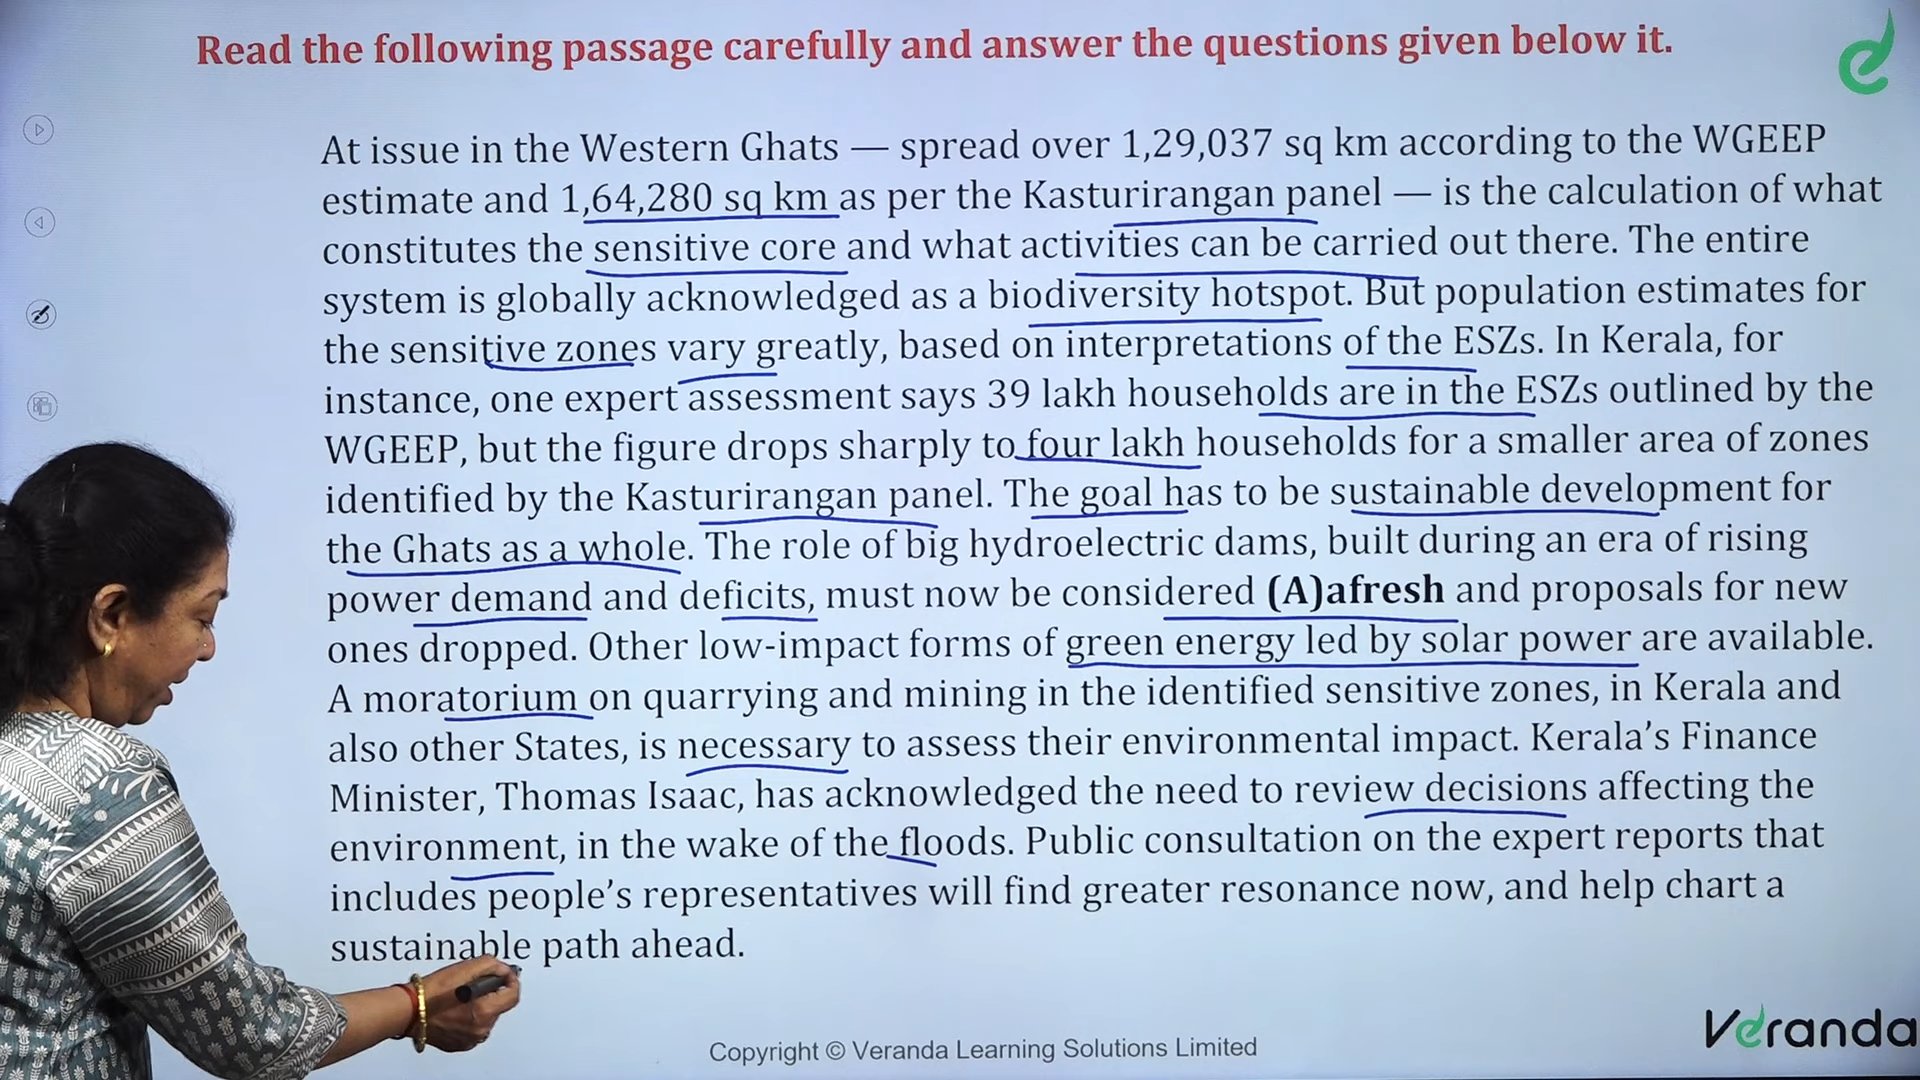 Read the following passage carefully and answer the questions given below it.
At issue in the Western Ghats — spread over 1,29,037 sq km according to the WGEEP
estimate and 1,64,280 sq km as per the Kasturirangan panel — is the calculation of what
constitutes the sensitive core and what activities can be carried out there. The entire
system is globally acknowledged as a biodiversity hotspot. But population estimates for
the sensitive zones vary greatly, based on interpretations of the ESZs. In Kerala, for
instance, one expert assessment says 39 lakh households are in the ESZs outlined by the
WGEEP, but the figure drops sharply to four lakh households for a smaller area of zones
identified by the Kasturirangan panel. The goal has to be sustainable development for
the Ghats as a whole. The role of big hydroelectric dams, built during an era of rising
power demand and deficits, must now be considered (A)afresh and proposals for new
ones dropped. Other low-impact forms of green energy led by solar power are available.
A moratorium on quarrying and mining in the identified sensitive zones, in Kerala and
also other States, is necessary to assess their environmental impact. Kerala’s Finance
Minister, Thomas Isaac, has acknowledged the need to review decisions affecting the
environment, in the wake of the floods. Public consultation on the expert reports that
includes people’s representatives will find greater resonance now, and help chart a
sustainable path ahead.
Veranda
Copyright © Veranda Learning Solutions Limited